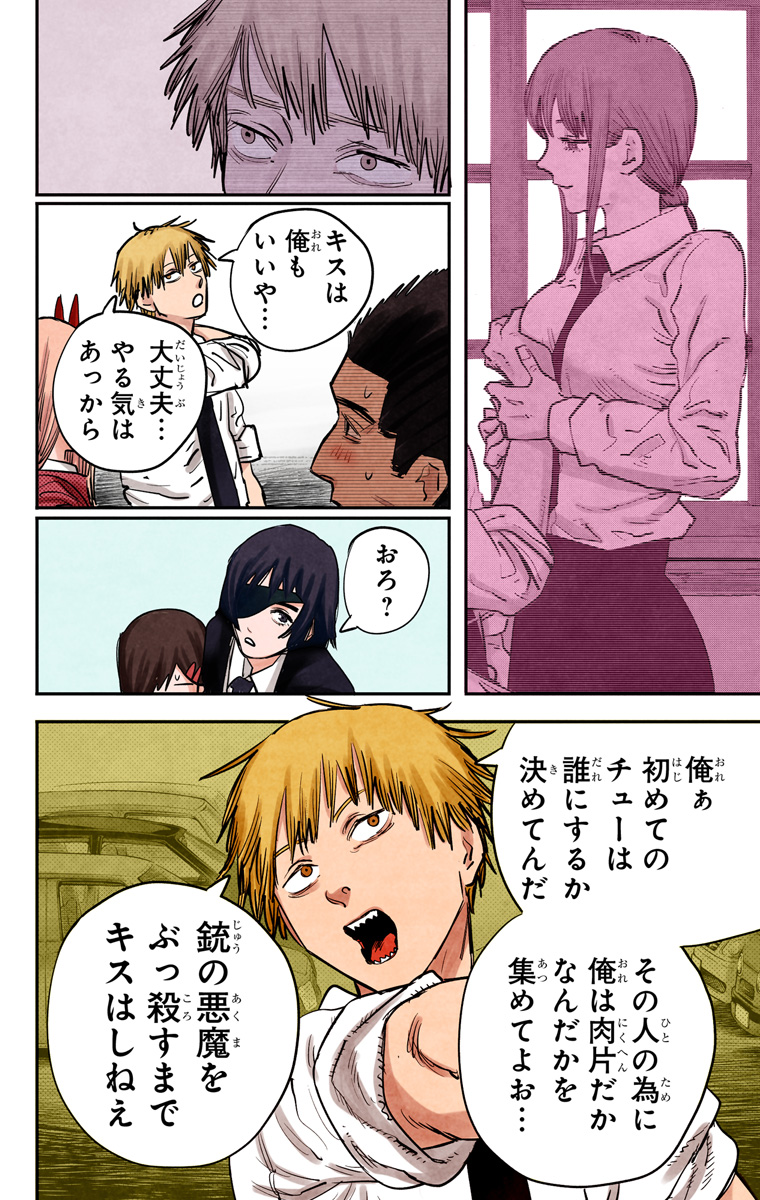 キスは
俺も
いいや…
大丈夫…
やる気は
あっから
おろ?
俺ぁ
初めての
チューは
誰にするか
決めてんだ
その人の為に
俺は肉片だか
なんだかを
集めてよお…
銃の悪魔を
ぶっ殺すまで
キスはしねえ